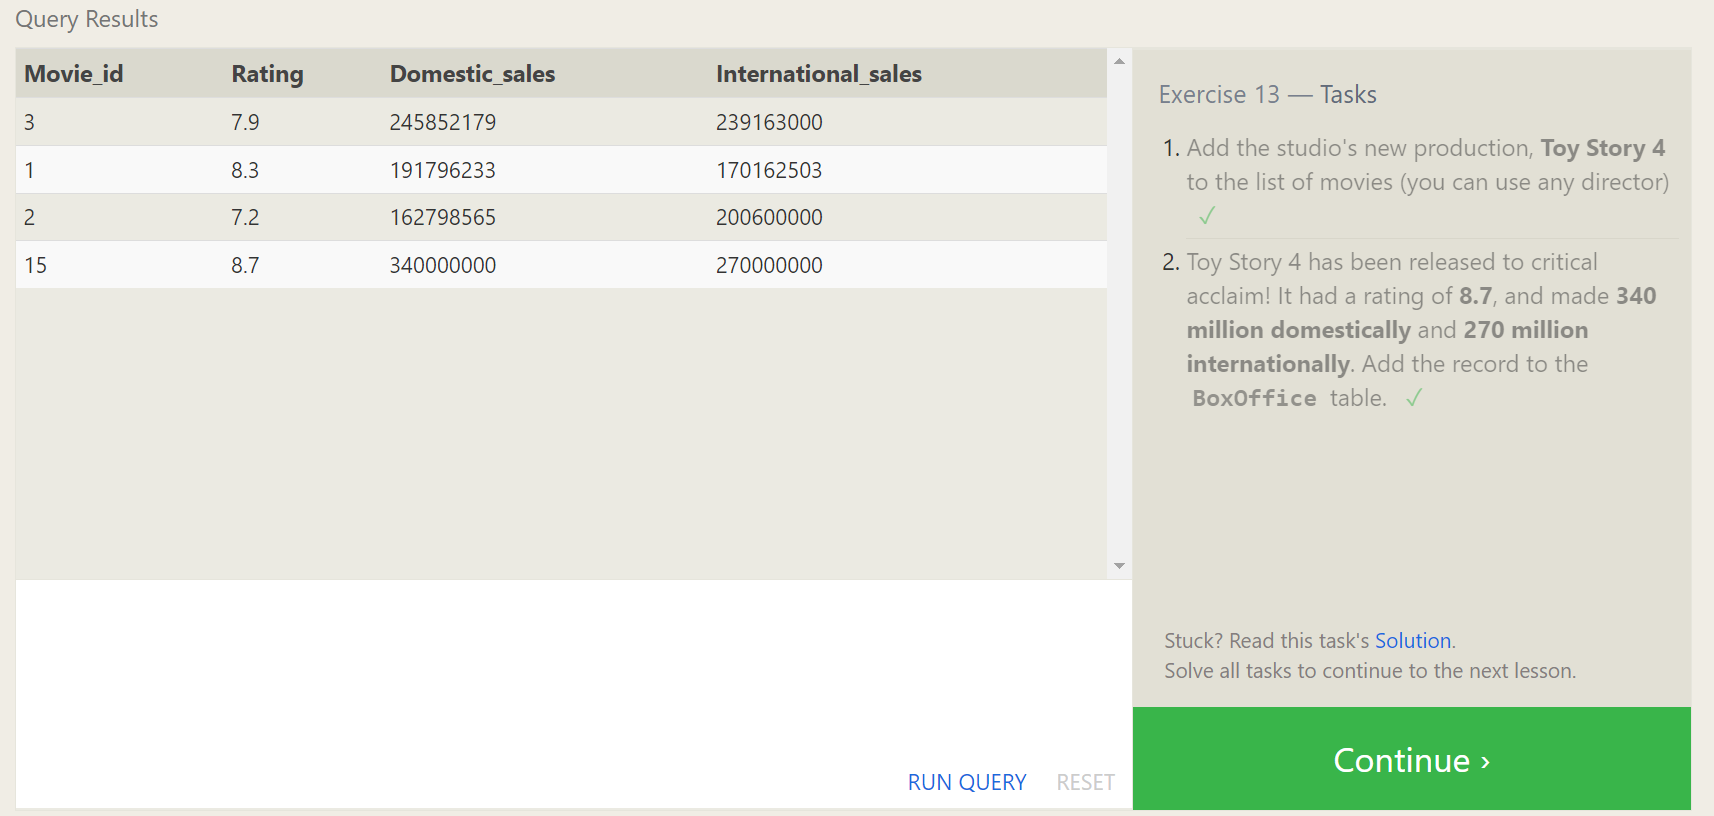 Query Results
Movie_id Rating Domestic_sales International_sales
3 7.9 245852179 239163000
1 8.3 191796233 170162503
2 7.2 162798565 200600000
15 8.7 340000000 270000000
RUN QUERY RESET
Exercise 13 — Tasks
1. Add the studio's new production, Toy Story 4
to the list of movies (you can use any director)
✓
2. Toy Story 4 has been released to critical
acclaim! It had a rating of 8.7, and made 340
million domestically and 270 million
internationally. Add the record to the
BoxOffice table. ✓
Stuck? Read this task's Solution.
Solve all tasks to continue to the next lesson.
Continue ›